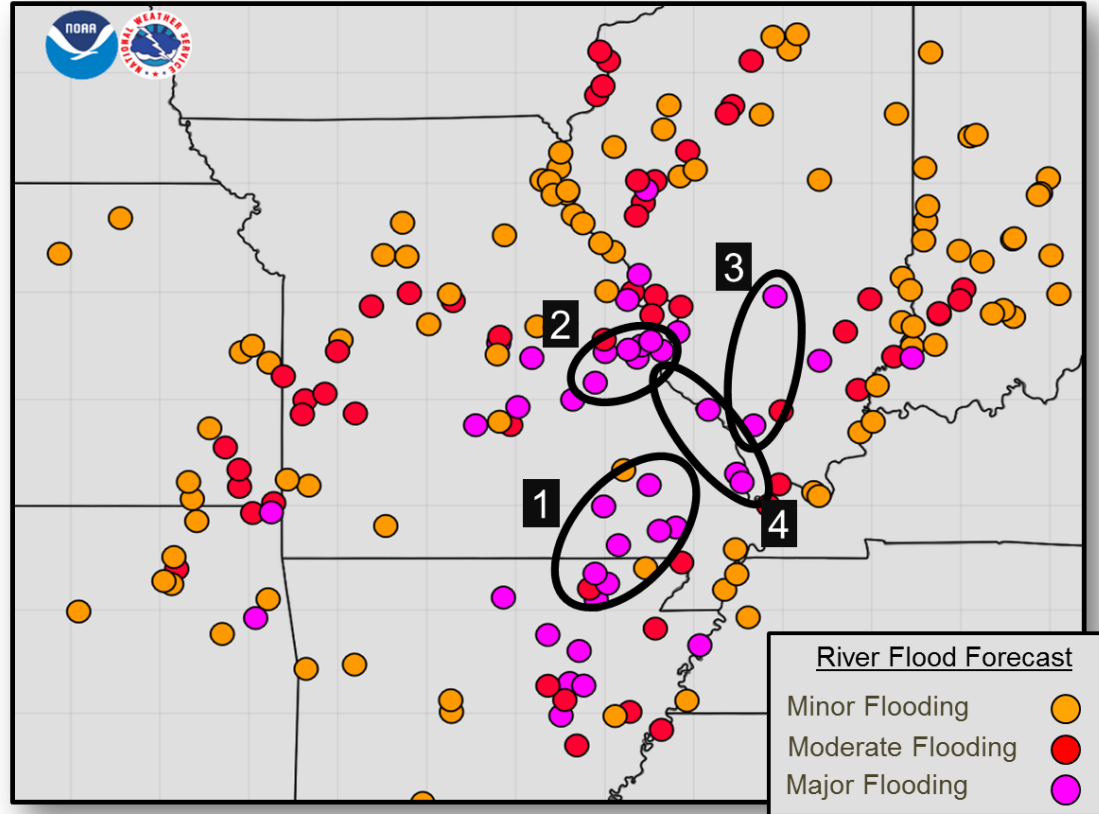 NOAA
NATIONAL WEATHER SERVICE
3
2
1
4
River Flood Forecast
Minor Flooding
Moderate Flooding
Major Flooding